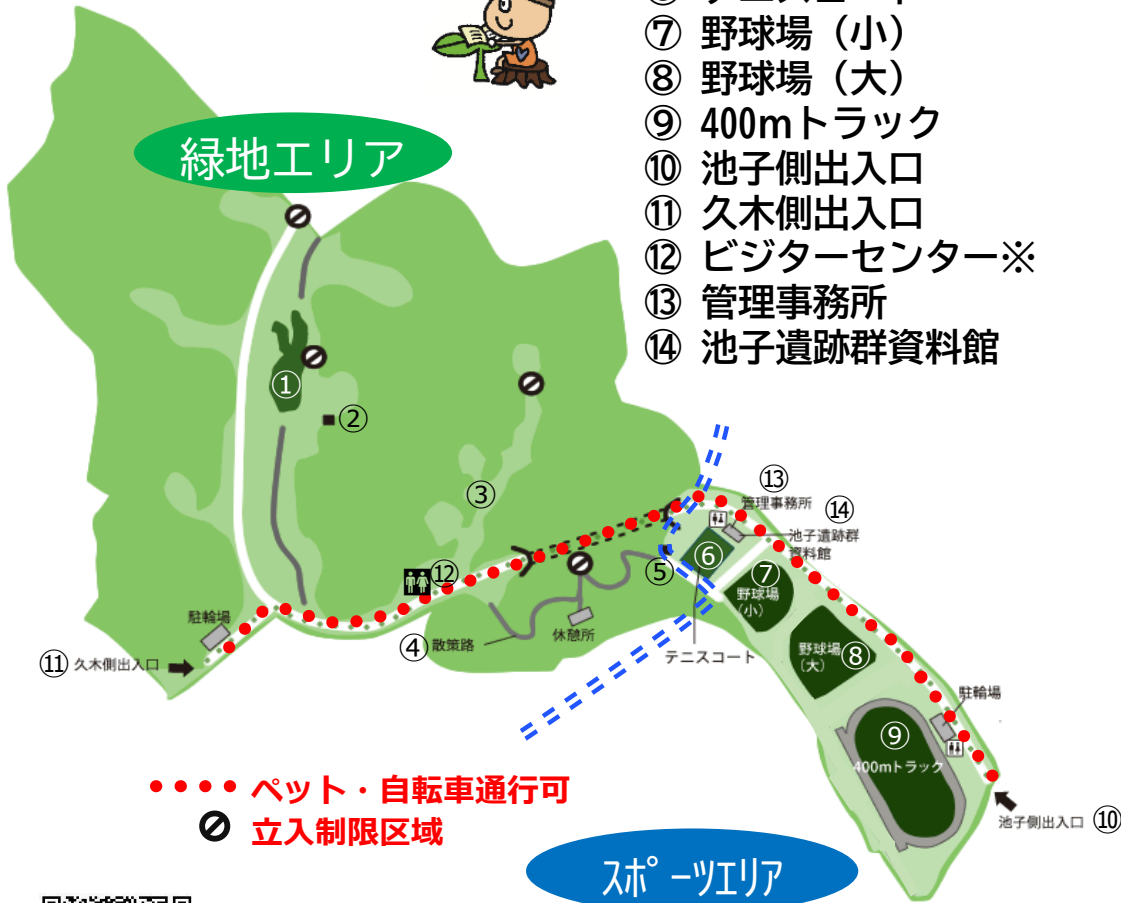 ⑦ 野球場（小）
⑧ 野球場（大）
⑨ 400mトラック
⑩ 池子側出入口
⑪ 久木側出入口
⑫ ビジターセンター※
⑬ 管理事務所
⑭ 池子遺跡群資料館
緑地エリア
①
②
③
⑬
管理事務所
⑭
池子遺跡群
資料館
⑥
⑤
⑦
野球場
（小）
⑫
駐輪場
④ 散策路
休憩所
テニスコート
野球場
（大）
⑧
⑪ 久木側出入口
駐輪場
⑨
400mトラック
ペット・自転車通行可
立入制限区域
池子側出入口 ⑩
スポーツエリア